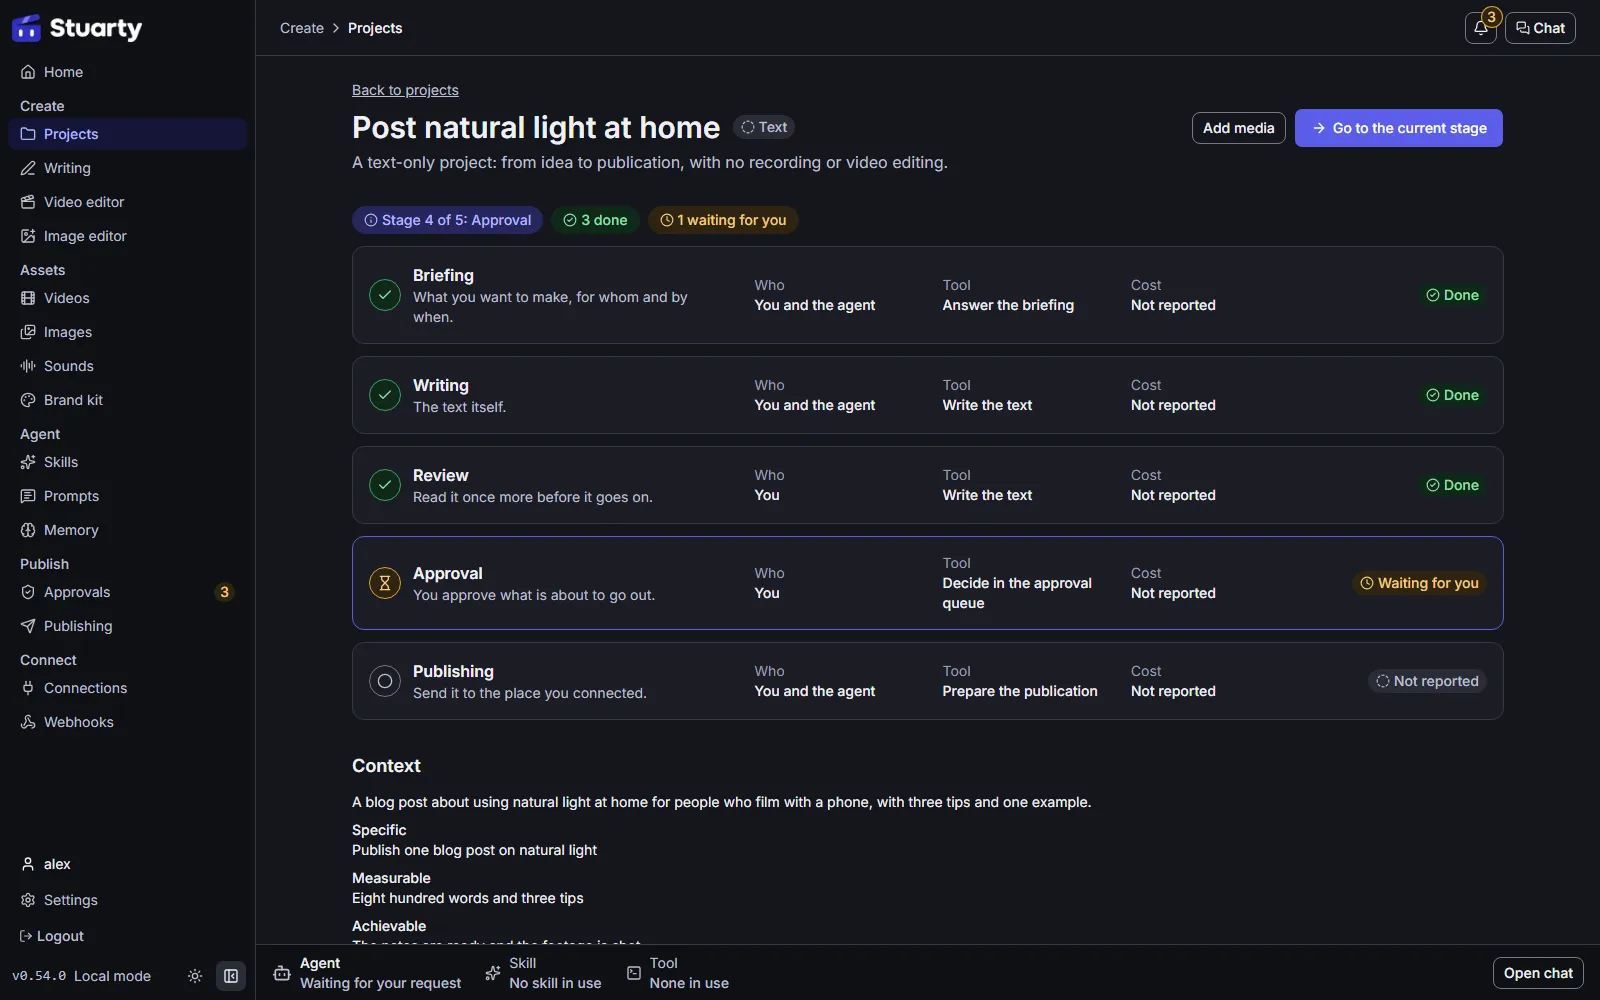 Stuarty
Home
Create
Projects
Writing
Video editor
Image editor
Assets
Videos
Images
Sounds
Brand kit
Agent
Skills
Prompts
Memory
Publish
Approvals 3
Publishing
Connect
Connections
Webhooks
alex
Settings
Logout
v0.54.0 Local mode
Create > Projects
3
Chat
Back to projects
Post natural light at home Text
A text-only project: from idea to publication, with no recording or video editing.
Add media
Go to the current stage
Stage 4 of 5: Approval 3 done 1 waiting for you
Briefing
What you want to make, for whom and by
when.
Who
You and the agent
Tool
Answer the briefing
Cost
Not reported
Done
Writing
The text itself.
Who
You and the agent
Tool
Write the text
Cost
Not reported
Done
Review
Read it once more before it goes on.
Who
You
Tool
Write the text
Cost
Not reported
Done
Approval
You approve what is about to go out.
Who
You
Tool
Decide in the approval
queue
Cost
Not reported
Waiting for you
Publishing
Send it to the place you connected.
Who
You and the agent
Tool
Prepare the publication
Cost
Not reported
Not reported
Context
A blog post about using natural light at home for people who film with a phone, with three tips and one example.
Specific
Publish one blog post on natural light
Measurable
Eight hundred words and three tips
Achievable
Agent
Waiting for your request
Skill
No skill in use
Tool
None in use
Open chat